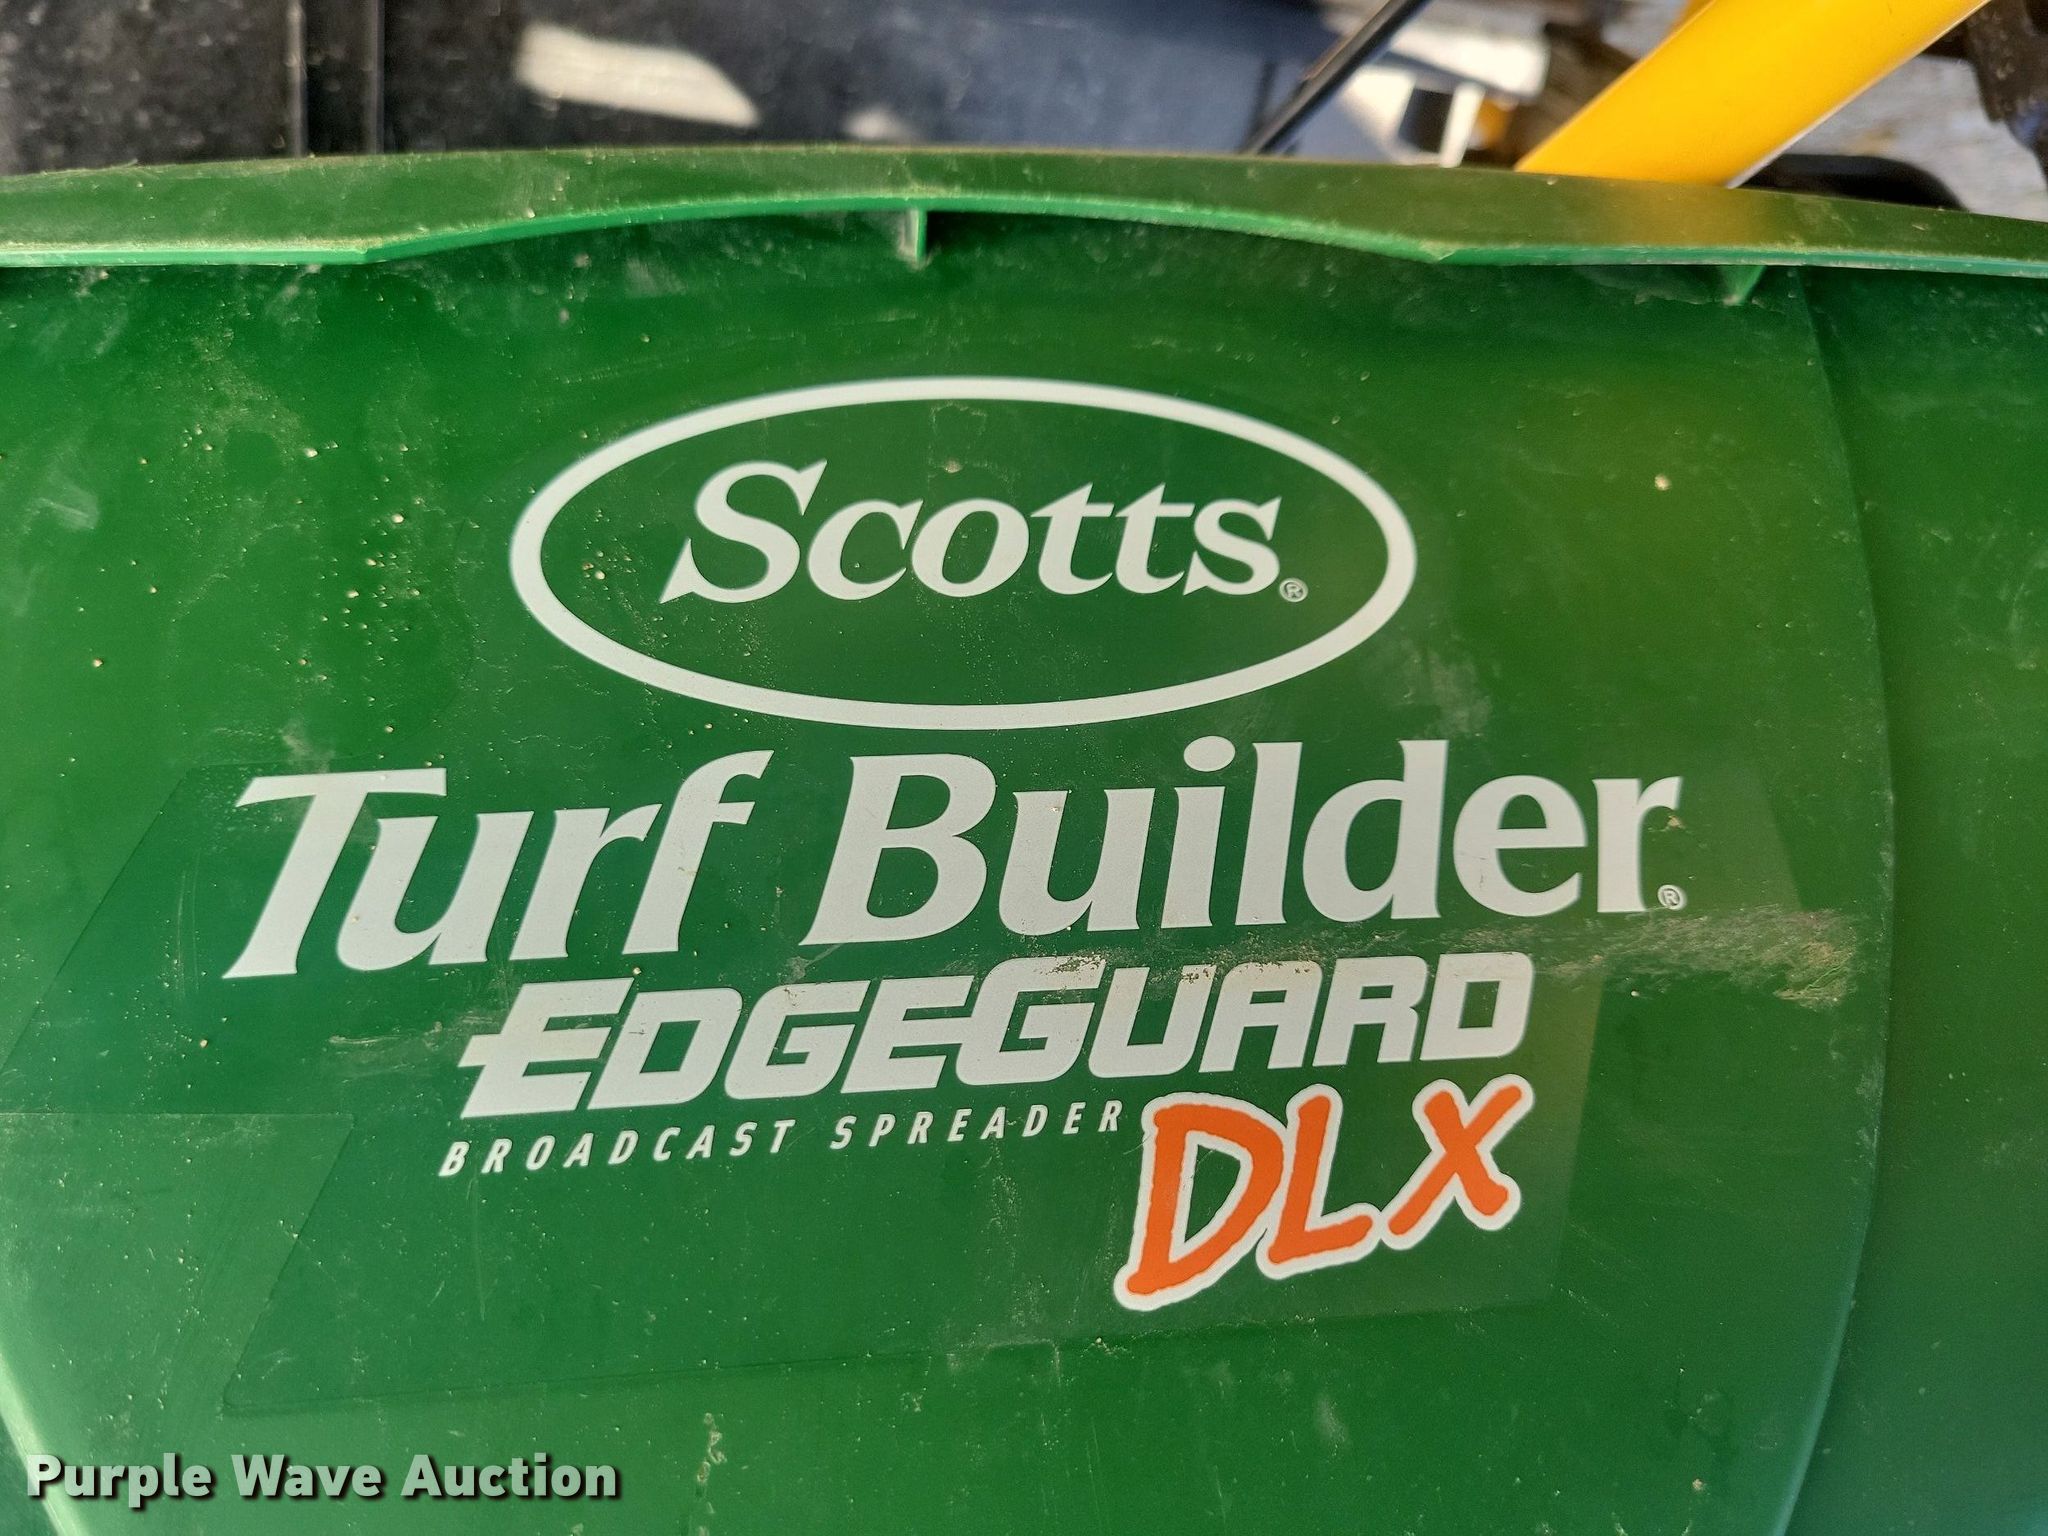 Scotts®
Turf Builder®
EDGEGUARD
BROADCAST SPREADER
DLX
Purple Wave Auction